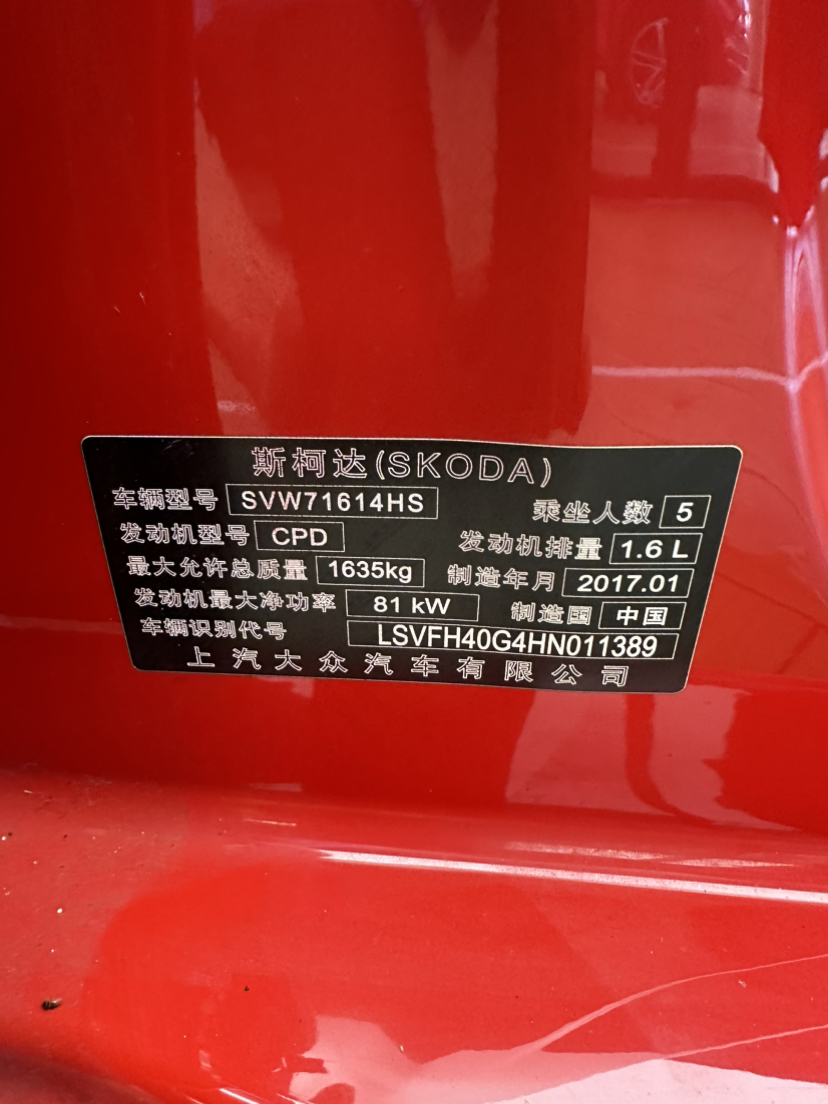 斯柯达(SKODA)
车辆型号 SVW71614HS 乘坐人数 5
发动机型号 CPD 发动机排量 1.6 L
最大允许总质量 1635kg 制造年月 2017.01
发动机最大净功率 81 kW 制造国 中国
车辆识别代号 LSVFH40G4HN011389
上汽大众汽车有限公司